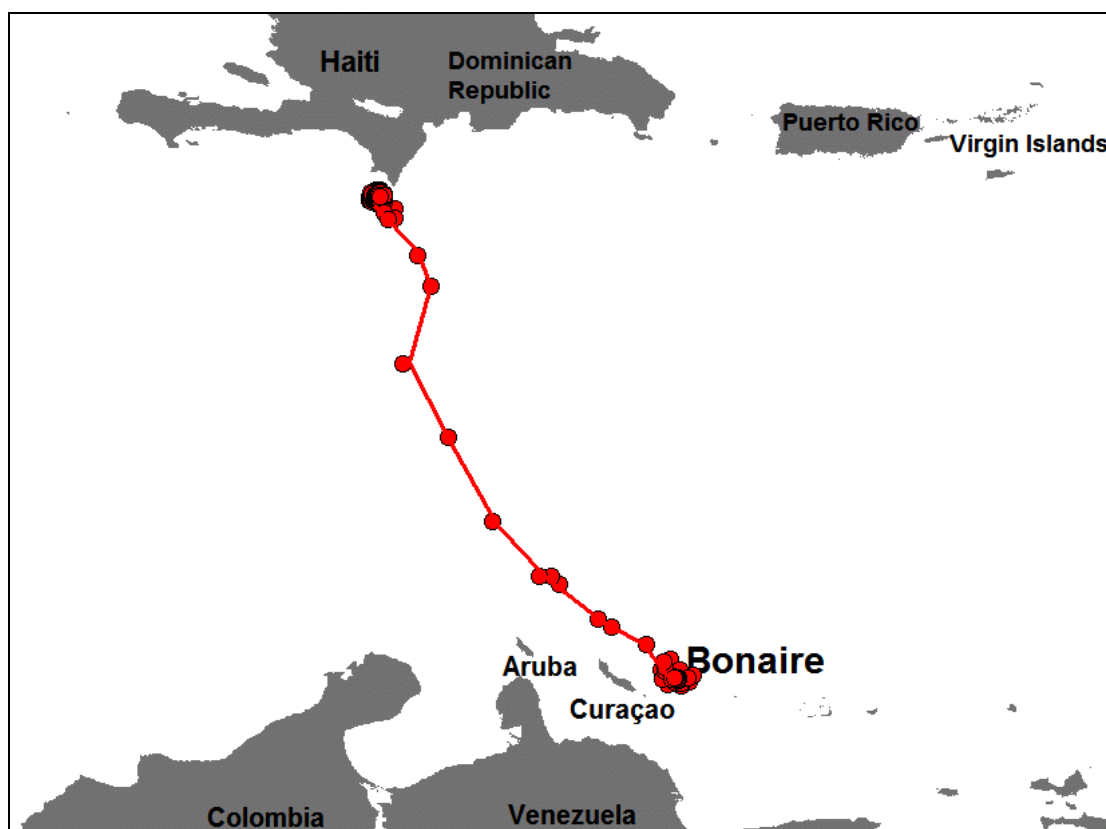 Haiti
Dominican
Republic
Puerto Rico
Virgin Islands
Bonaire
Aruba
Curaçao
Colombia
Venezuela